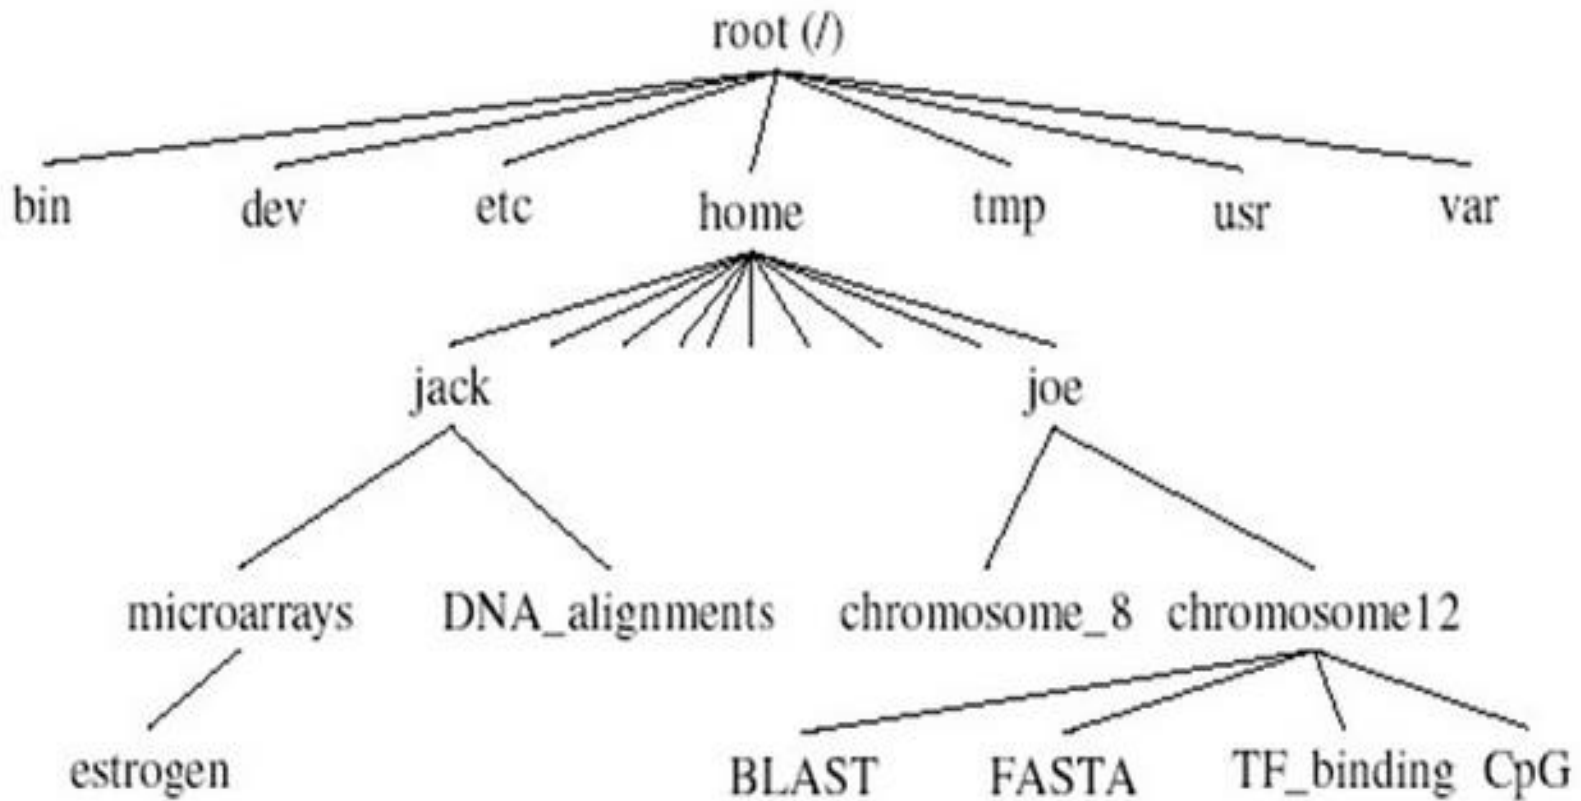 root (/)
bin dev etc home tmp usr var
jack joe
microarrays DNA_alignments chromosome_8 chromosome12
estrogen BLAST FASTA TF_binding CpG